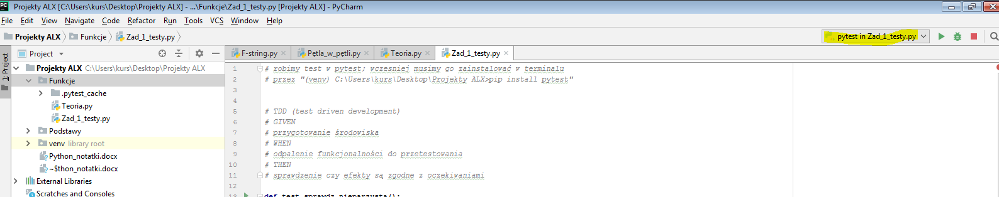 PC Projekty ALX [C:\Users\kurs\Desktop\Projekty ALX] - ...\Funkcje\Zad_1_testy.py [Projekty ALX] - PyCharm
File Edit View Navigate Code Refactor Run Tools VCS Window Help
Projekty ALX Funkcje Zad_1_testy.py pytest in Zad_1_testy.py
1: Project
Project
F-string.py Pętla_w_pętli.py Teoria.py Zad_1_testy.py
Projekty ALX C:\Users\kurs\Desktop\Projekty ALX
Funkcje
.pytest_cache
Teoria.py
Zad_1_testy.py
Podstawy
venv library root
Python_notatki.docx
~$thon_notatki.docx
External Libraries
Scratches and Consoles
1 # robimy test w pytest; wczesniej musimy go zainstalować w terminalu
2 # przez "(venv) C:\Users\kurs\Desktop\Projekty ALX>pip install pytest"
3
4
5 # TDD (test driven development)
6 # GIVEN
7 # przygotowanie środowiska
8 # WHEN
9 # odpalenie funkcjonalności do przetestowania
10 # THEN
11 # sprawdzenie czy efekty są zgodne z oczekiwaniami
12
13 def test_sprawdz_nieparzysta():